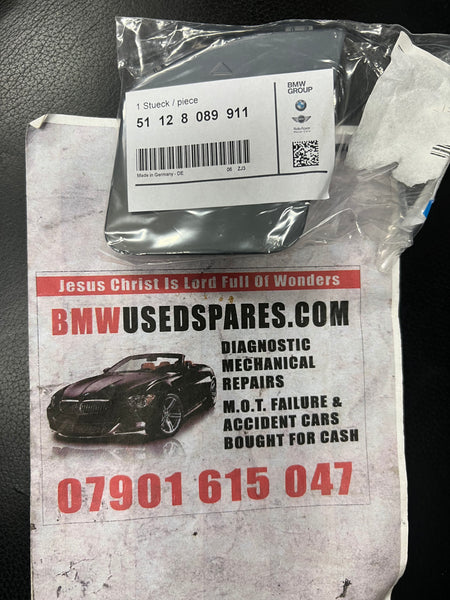 1 Stueck / piece
51 12 8 089 911
Made in Germany - DE
06 ZJ3
BMW
GROUP
Jesus Christ Is Lord Full Of Wonders
BMWUSEDSPARES.COM
DIAGNOSTIC
MECHANICAL
REPAIRS
M.O.T. FAILURE &
ACCIDENT CARS
BOUGHT FOR CASH
07901 615 047